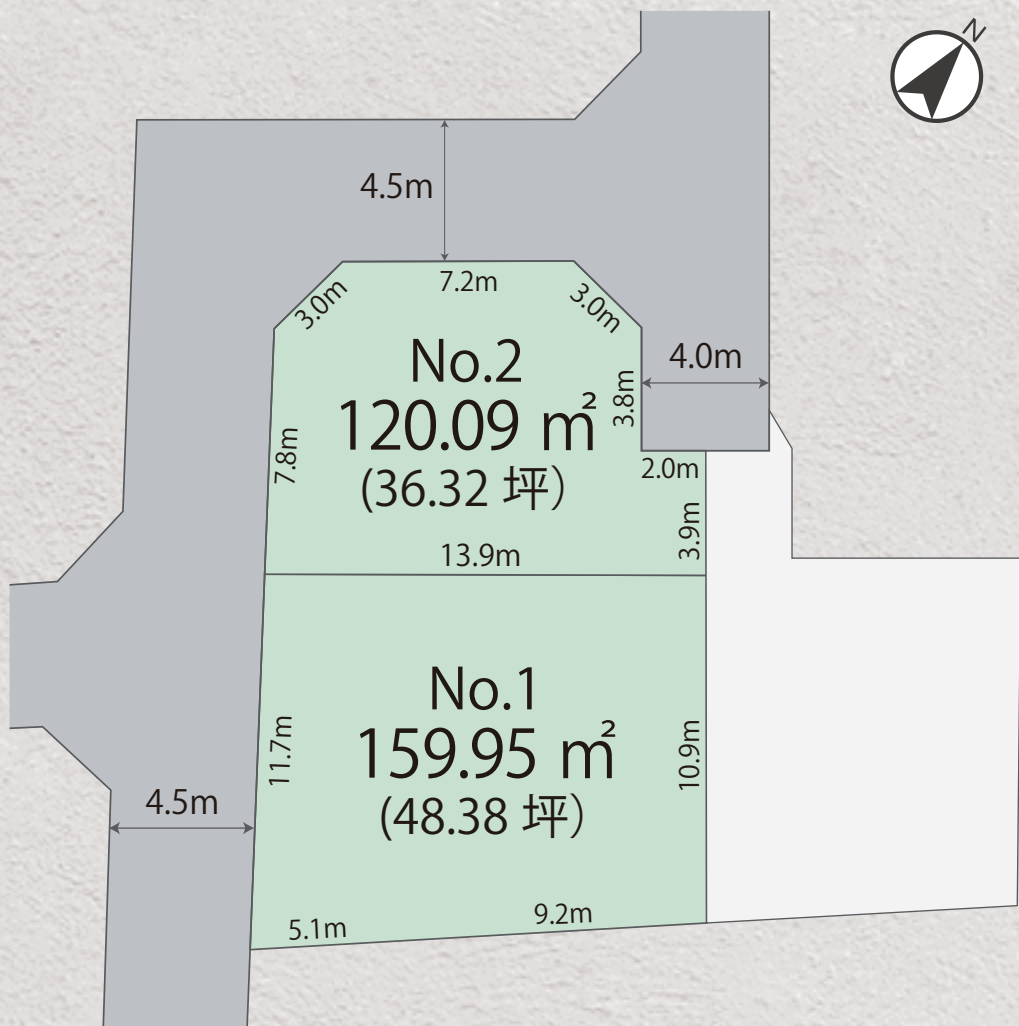 N
4.5m
7.2m
3.0m
3.0m
No.2
120.09 ㎡
(36.32 坪)
4.0m
3.8m
2.0m
7.8m
3.9m
13.9m
No.1
159.95 ㎡
(48.38 坪)
11.7m
10.9m
4.5m
5.1m
9.2m